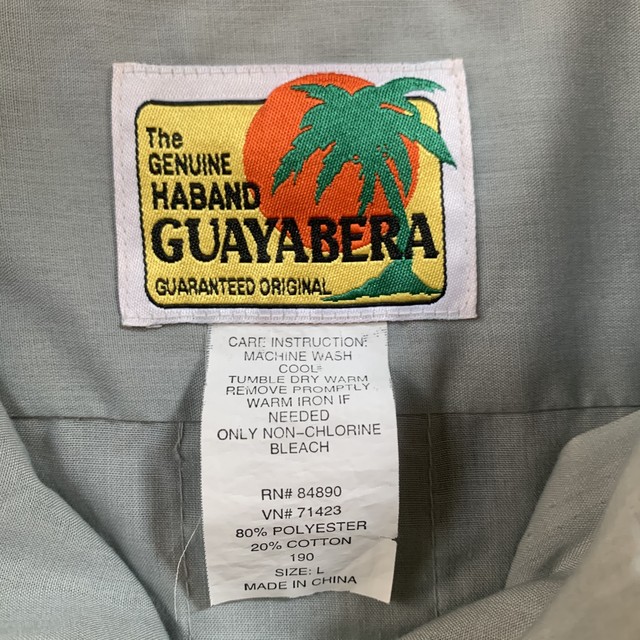 The
GENUINE
HABAND
GUAYABERA
GUARANTEED ORIGINAL
CARE INSTRUCTION:
MACHINE WASH
COOL
TUMBLE DRY WARM
REMOVE PROMPTLY
WARM IRON IF
NEEDED
ONLY NON-CHLORINE
BLEACH
RN# 84890
VN# 71423
80% POLYESTER
20% COTTON
190
SIZE: L
MADE IN CHINA